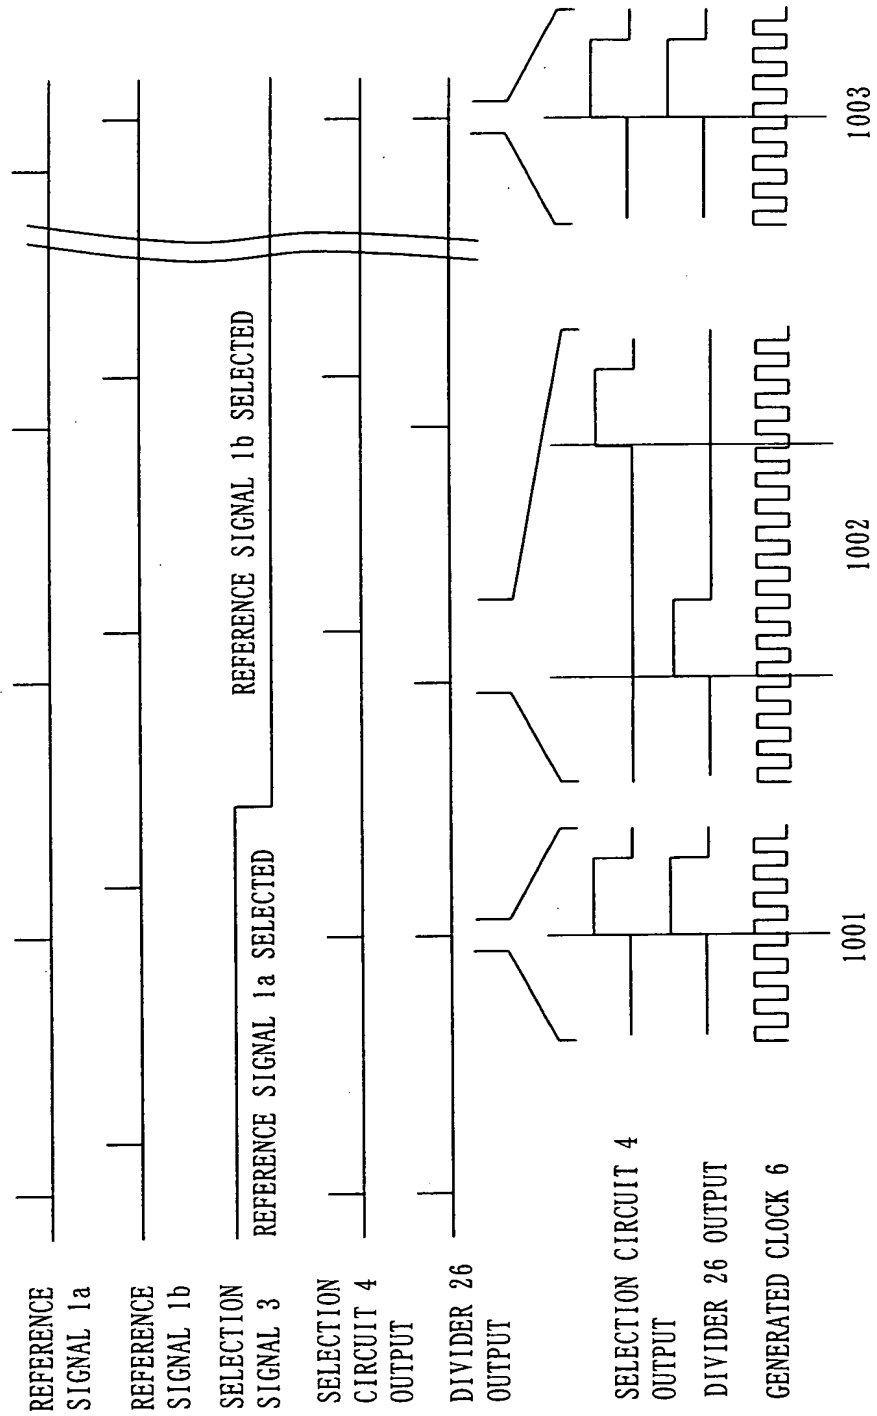 REFERENCE
SIGNAL 1a
REFERENCE
SIGNAL 1b
SELECTION
SIGNAL 3
REFERENCE SIGNAL 1a SELECTED
REFERENCE SIGNAL 1b SELECTED
SELECTION
CIRCUIT 4
OUTPUT
DIVIDER 26
OUTPUT
SELECTION CIRCUIT 4
OUTPUT
DIVIDER 26 OUTPUT
GENERATED CLOCK 6
1001
1002
1003